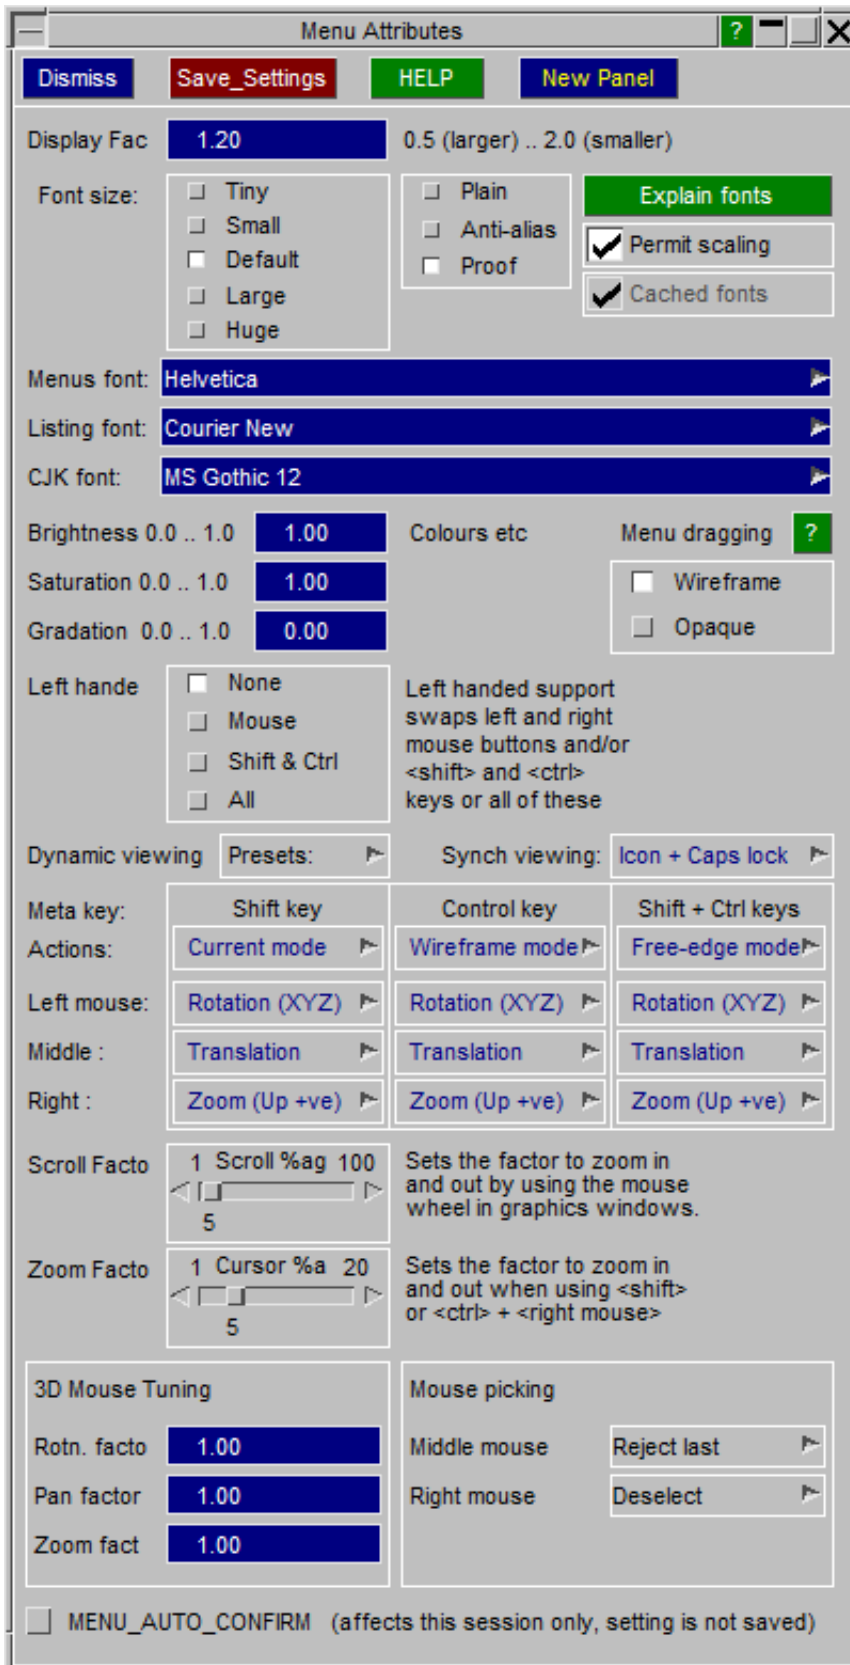 Menu Attributes ?
Dismiss Save_Settings HELP New Panel
Display Fac 1.20 0.5 (larger) .. 2.0 (smaller)
Font size: Tiny Plain Explain fonts
Small Anti-alias Permit scaling
Default Proof Cached fonts
Large
Huge
Menus font: Helvetica
Listing font: Courier New
CJK font: MS Gothic 12
Brightness 0.0 .. 1.0 1.00 Colours etc Menu dragging ?
Saturation 0.0 .. 1.0 1.00 Wireframe
Gradation 0.0 .. 1.0 0.00 Opaque
Left hande None Left handed support
Mouse swaps left and right
mouse buttons and/or
Shift & Ctrl <shift> and <ctrl>
All keys or all of these
Dynamic viewing Presets: Synch viewing: Icon + Caps lock
Meta key: Shift key Control key Shift + Ctrl keys
Actions: Current mode Wireframe mode Free-edge mode
Left mouse: Rotation (XYZ) Rotation (XYZ) Rotation (XYZ)
Middle : Translation Translation Translation
Right : Zoom (Up +ve) Zoom (Up +ve) Zoom (Up +ve)
Scroll Facto 1 Scroll %ag 100 Sets the factor to zoom in
and out by using the mouse
5 wheel in graphics windows.
Zoom Facto 1 Cursor %a 20 Sets the factor to zoom in
and out when using <shift>
5 or <ctrl> + <right mouse>
3D Mouse Tuning Mouse picking
Rotn. facto 1.00 Middle mouse Reject last
Pan factor 1.00 Right mouse Deselect
Zoom fact 1.00
MENU_AUTO_CONFIRM (affects this session only, setting is not saved)